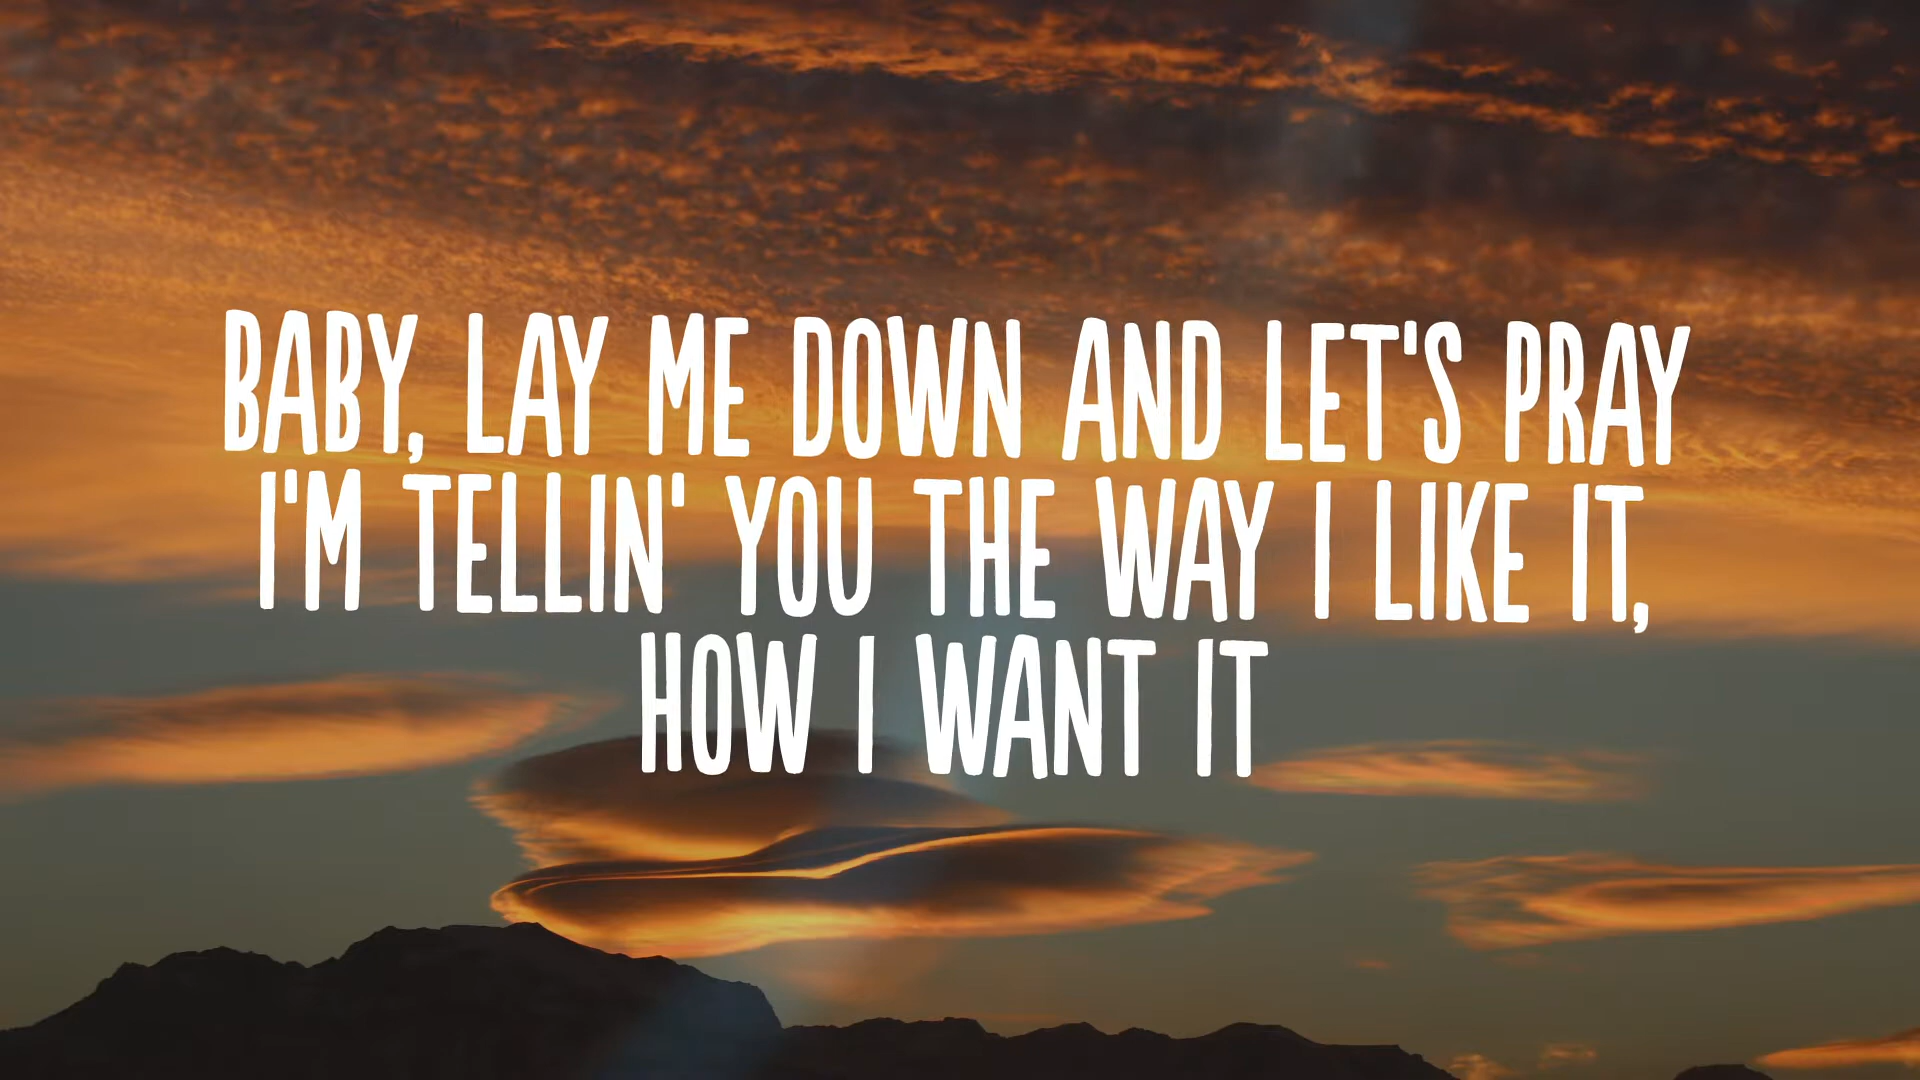 BABY, LAY ME DOWN AND LET'S PRAY
I'M TELLIN' YOU THE WAY I LIKE IT,
HOW I WANT IT